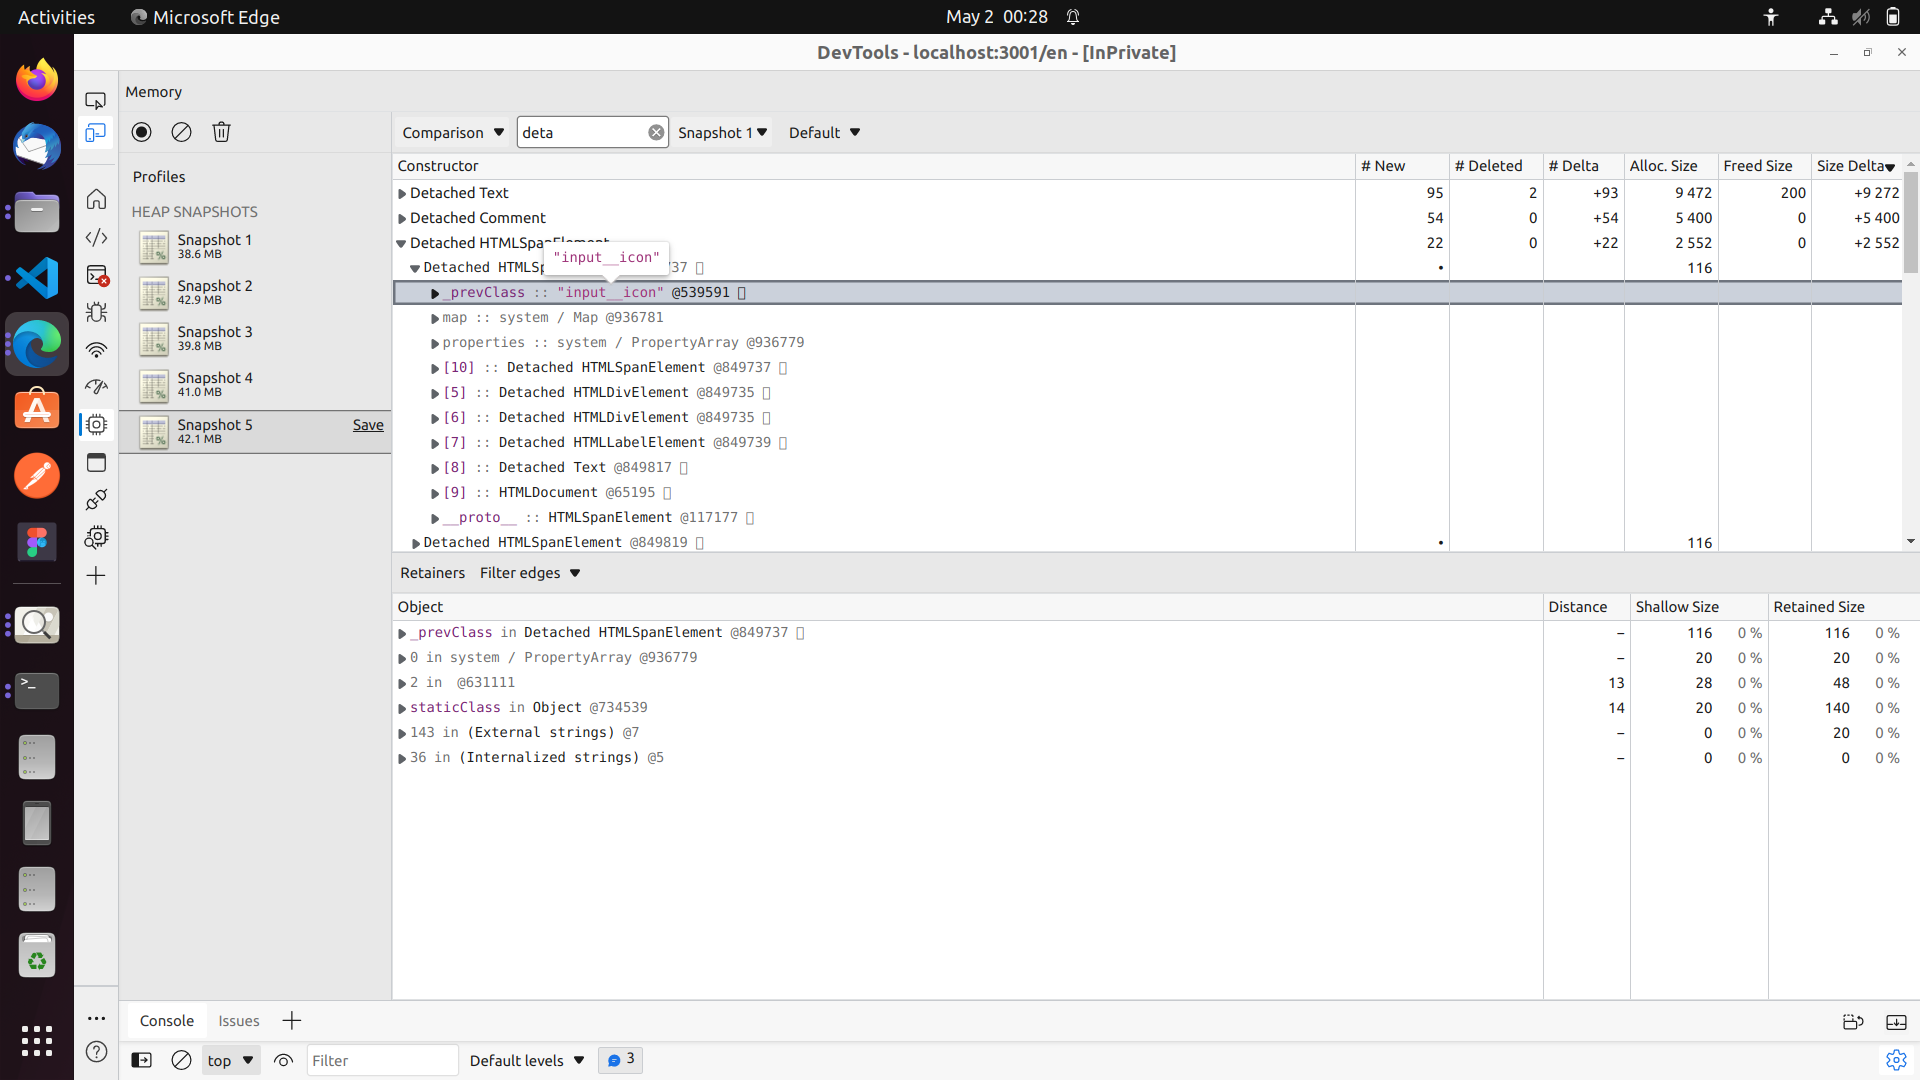 Activities
Microsoft Edge
May 2 00:28
DevTools - localhost:3001/en - [InPrivate]
Memory
Comparison
deta
Snapshot 1
Default
Profiles
HEAP SNAPSHOTS
Snapshot 1
38.6 MB
Snapshot 2
42.9 MB
Snapshot 3
39.8 MB
Snapshot 4
41.0 MB
Snapshot 5
42.1 MB
Save
Constructor # New # Deleted # Delta Alloc. Size Freed Size Size Delta
Detached Text 95 2 +93 9 472 200 +9 272
Detached Comment 54 0 +54 5 400 0 +5 400
Detached HTMLSpanElement 22 0 +22 2 552 0 +2 552
"input__icon"
Detached HTMLSp 37 • 116
_prevClass :: "input__icon" @539591
map :: system / Map @936781
properties :: system / PropertyArray @936779
[10] :: Detached HTMLSpanElement @849737
[5] :: Detached HTMLDivElement @849735
[6] :: Detached HTMLDivElement @849735
[7] :: Detached HTMLLabelElement @849739
[8] :: Detached Text @849817
[9] :: HTMLDocument @65195
__proto__ :: HTMLSpanElement @117177
Detached HTMLSpanElement @849819 • 116
Retainers Filter edges
Object Distance Shallow Size Retained Size
_prevClass in Detached HTMLSpanElement @849737 – 116 0 % 116 0 %
0 in system / PropertyArray @936779 – 20 0 % 20 0 %
2 in @631111 13 28 0 % 48 0 %
staticClass in Object @734539 14 20 0 % 140 0 %
143 in (External strings) @7 – 0 0 % 20 0 %
36 in (Internalized strings) @5 – 0 0 % 0 0 %
Console Issues
top Filter Default levels 3